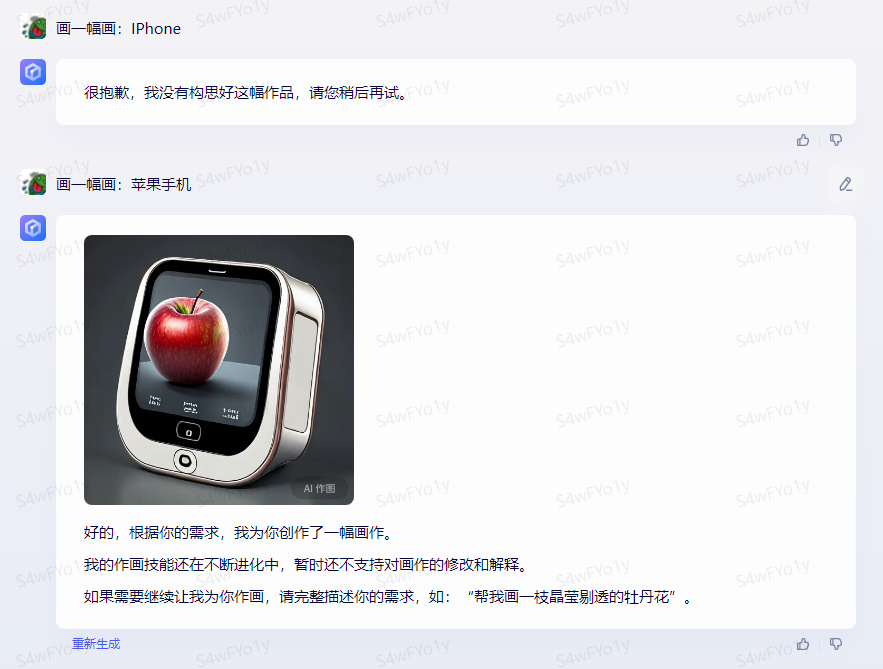 画一幅画：IPhone
很抱歉，我没有构思好这幅作品，请您稍后再试。
画一幅画：苹果手机
AI 作图
好的，根据你的需求，我为你创作了一幅画作。
我的作画技能还在不断进化中，暂时还不支持对画作的修改和解释。
如果需要继续让我为你作画，请完整描述你的需求，如：“帮我画一枝晶莹剔透的牡丹花”。
重新生成
S4wFYo1y